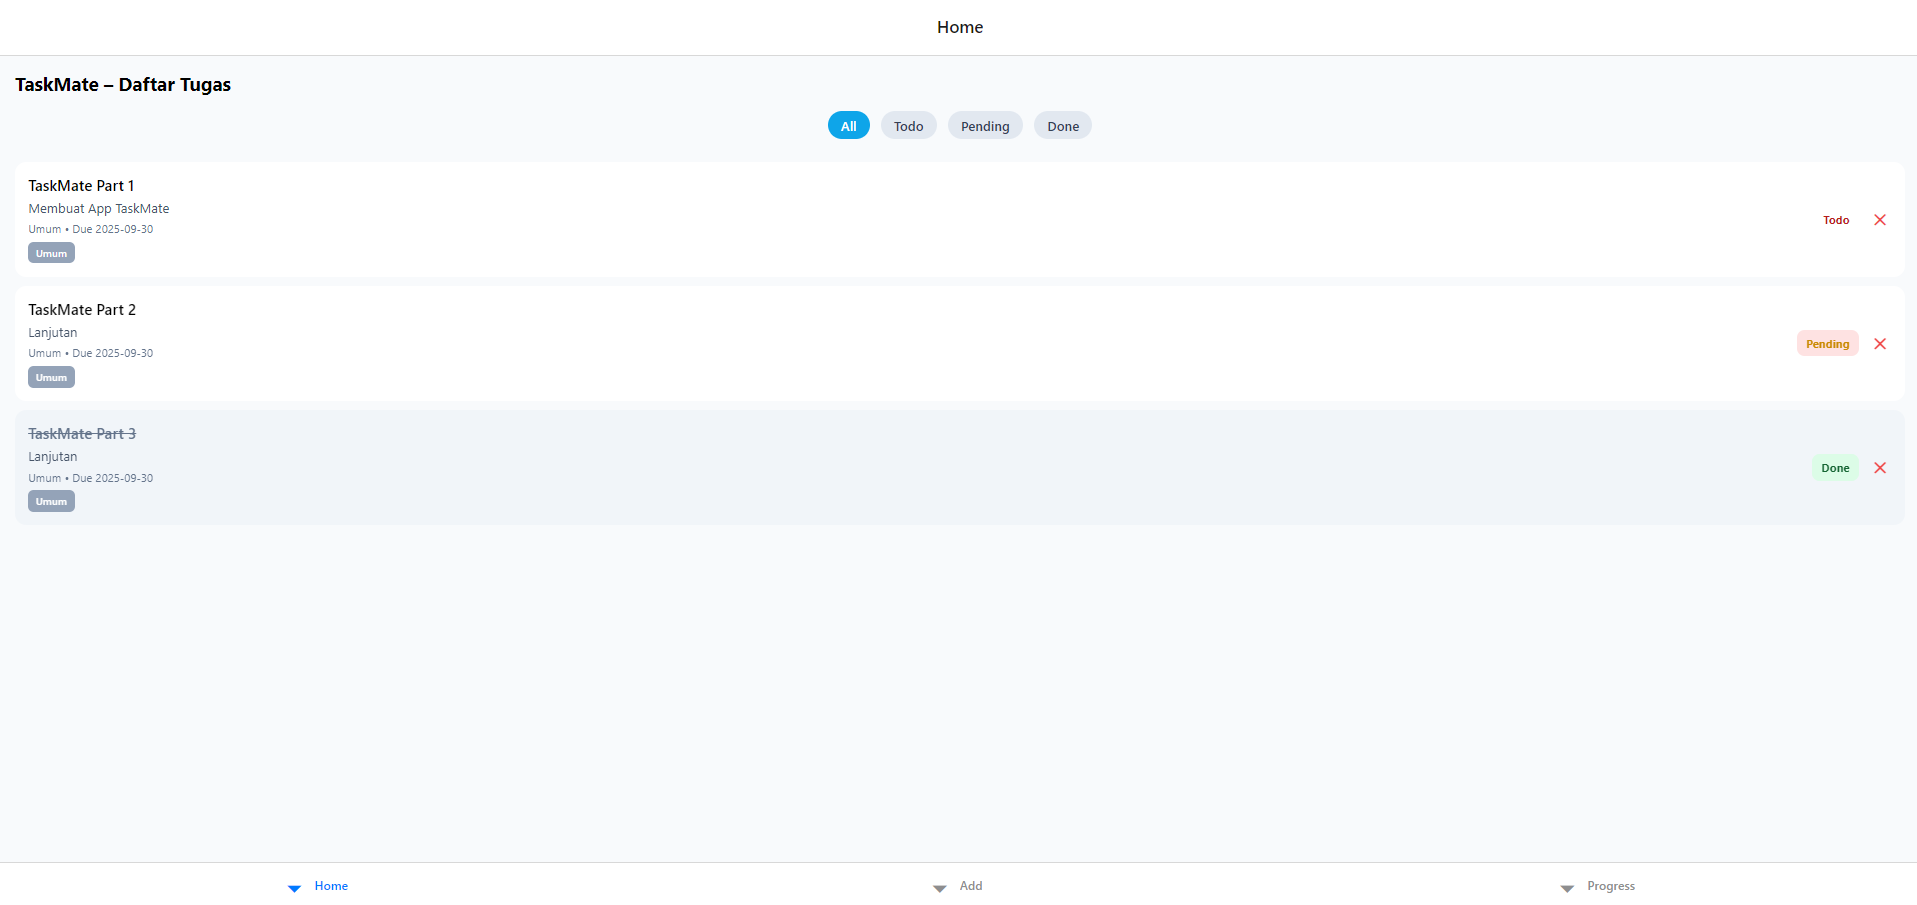 Home
TaskMate – Daftar Tugas
All Todo Pending Done
TaskMate Part 1
Membuat App TaskMate
Umum • Due 2025-09-30
Umum
Todo
TaskMate Part 2
Lanjutan
Umum • Due 2025-09-30
Umum
Pending
TaskMate Part 3
Lanjutan
Umum • Due 2025-09-30
Umum
Done
Home Add Progress